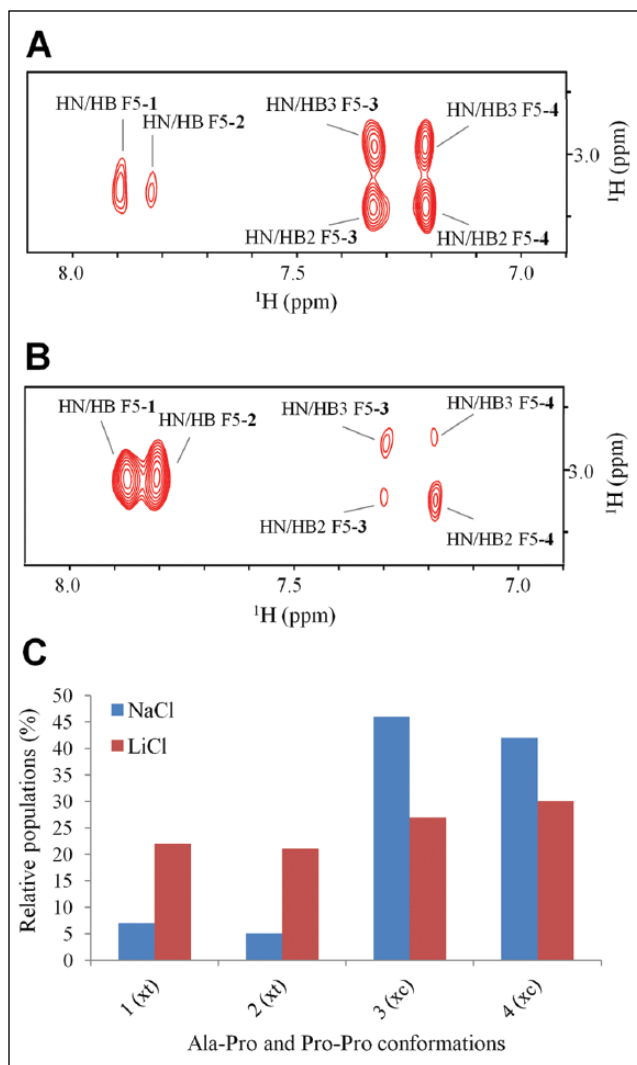 A
HN/HB F5-1
HN/HB F5-2
HN/HB3 F5-3
HN/HB3 F5-4
3.0
¹H (ppm)
HN/HB2 F5-3
HN/HB2 F5-4
8.0 7.5 7.0
¹H (ppm)
B
HN/HB F5-1
HN/HB F5-2
HN/HB3 F5-3
HN/HB3 F5-4
3.0
¹H (ppm)
HN/HB2 F5-3
HN/HB2 F5-4
8.0 7.5 7.0
¹H (ppm)
C
Relative populations (%)
50
45
40
35
30
25
20
15
10
5
0
NaCl
LiCl
1 (xt) 2 (xt) 3 (xc) 4 (xc)
Ala-Pro and Pro-Pro conformations